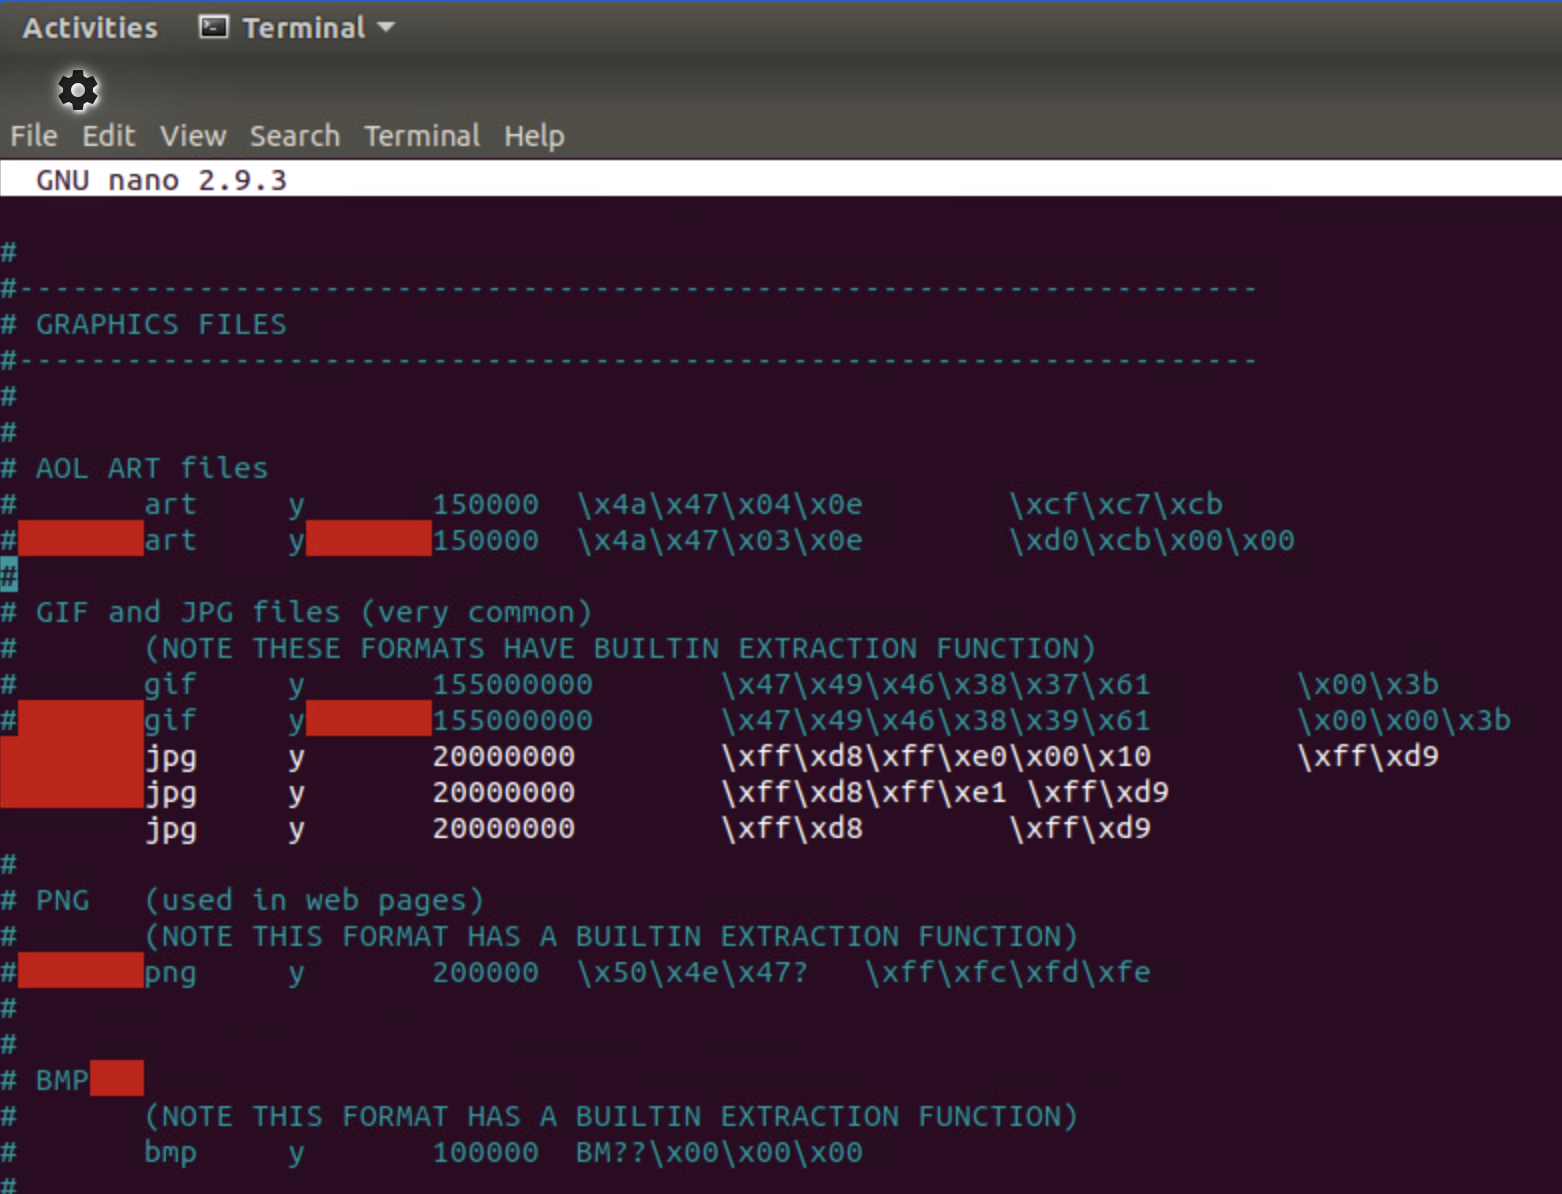 Activities Terminal
File Edit View Search Terminal Help
GNU nano 2.9.3
#
#---------------------------------------------------------------------
# GRAPHICS FILES
#---------------------------------------------------------------------
#
#
# AOL ART files
#       art     y       150000  \x4a\x47\x04\x0e        \xcf\xc7\xcb
#       art     y       150000  \x4a\x47\x03\x0e        \xd0\xcb\x00\x00
#
# GIF and JPG files (very common)
#       (NOTE THESE FORMATS HAVE BUILTIN EXTRACTION FUNCTION)
#       gif     y       155000000       \x47\x49\x46\x38\x37\x61        \x00\x3b
#       gif     y       155000000       \x47\x49\x46\x38\x39\x61        \x00\x00\x3b
        jpg     y       20000000        \xff\xd8\xff\xe0\x00\x10        \xff\xd9
        jpg     y       20000000        \xff\xd8\xff\xe1 \xff\xd9
        jpg     y       20000000        \xff\xd8        \xff\xd9
#
# PNG   (used in web pages)
#       (NOTE THIS FORMAT HAS A BUILTIN EXTRACTION FUNCTION)
#       png     y       200000  \x50\x4e\x47?   \xff\xfc\xfd\xfe
#
#
# BMP
#       (NOTE THIS FORMAT HAS A BUILTIN EXTRACTION FUNCTION)
#       bmp     y       100000  BM??\x00\x00\x00
#